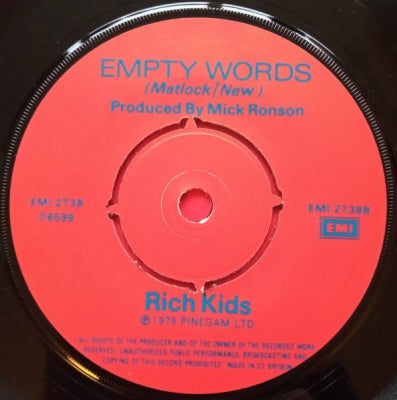 EMPTY WORDS
(Matlock/New)
Produced By Mick Ronson
EMI 2738
06599
EMI 2738B
EMI
Rich Kids
℗ 1978 PINEGAM LTD
ALL RIGHTS OF THE PRODUCER AND OF THE OWNER OF THE RECORDED WORK
RESERVED. UNAUTHORISED PUBLIC PERFORMANCE, BROADCASTING AND
COPYING OF THIS RECORD PROHIBITED. MADE IN GT BRITAIN